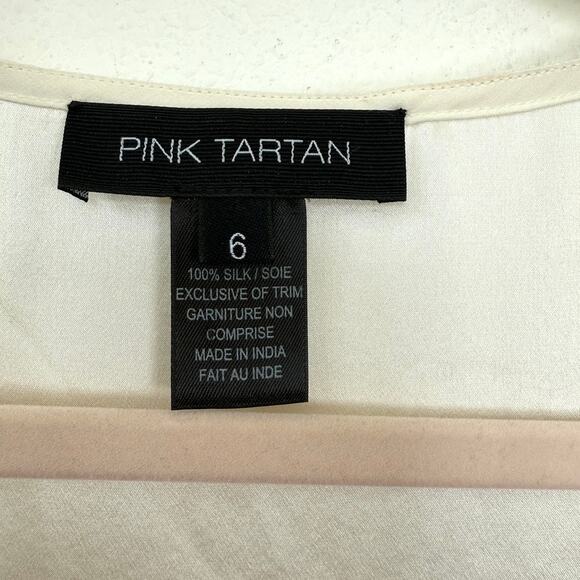 PINK TARTAN
6
100% SILK / SOIE
EXCLUSIVE OF TRIM
GARNITURE NON
COMPRISE
MADE IN INDIA
FAIT AU INDE